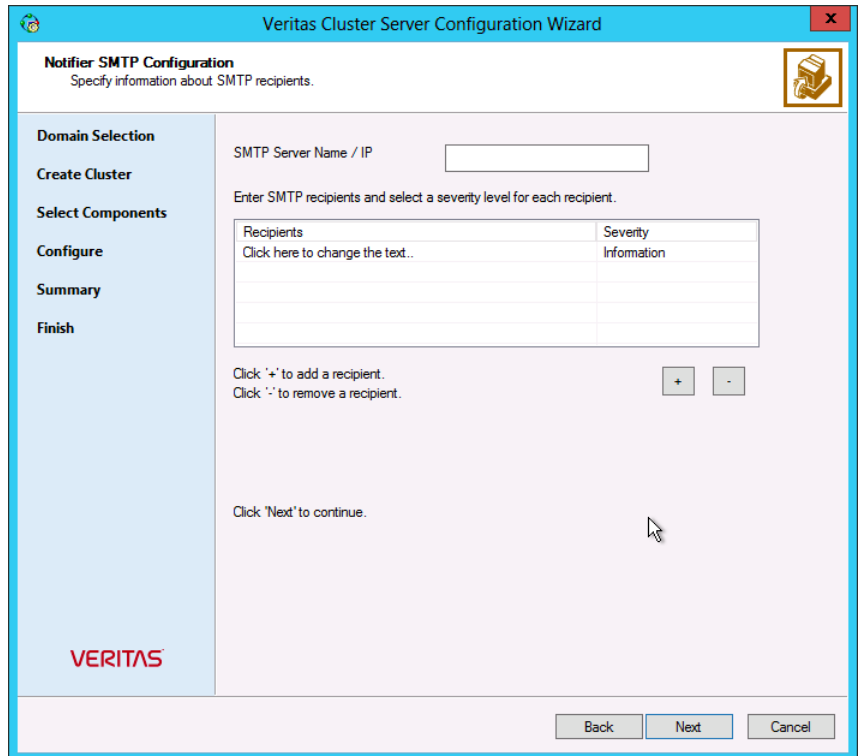 Veritas Cluster Server Configuration Wizard
x
Notifier SMTP Configuration
Specify information about SMTP recipients.
Domain Selection
Create Cluster
Select Components
Configure
Summary
Finish
SMTP Server Name / IP
Enter SMTP recipients and select a severity level for each recipient.
Recipients Severity
Click here to change the text.. Information
Click '+' to add a recipient.
Click '-' to remove a recipient.
+ -
Click 'Next' to continue.
VERITAS
Back Next Cancel